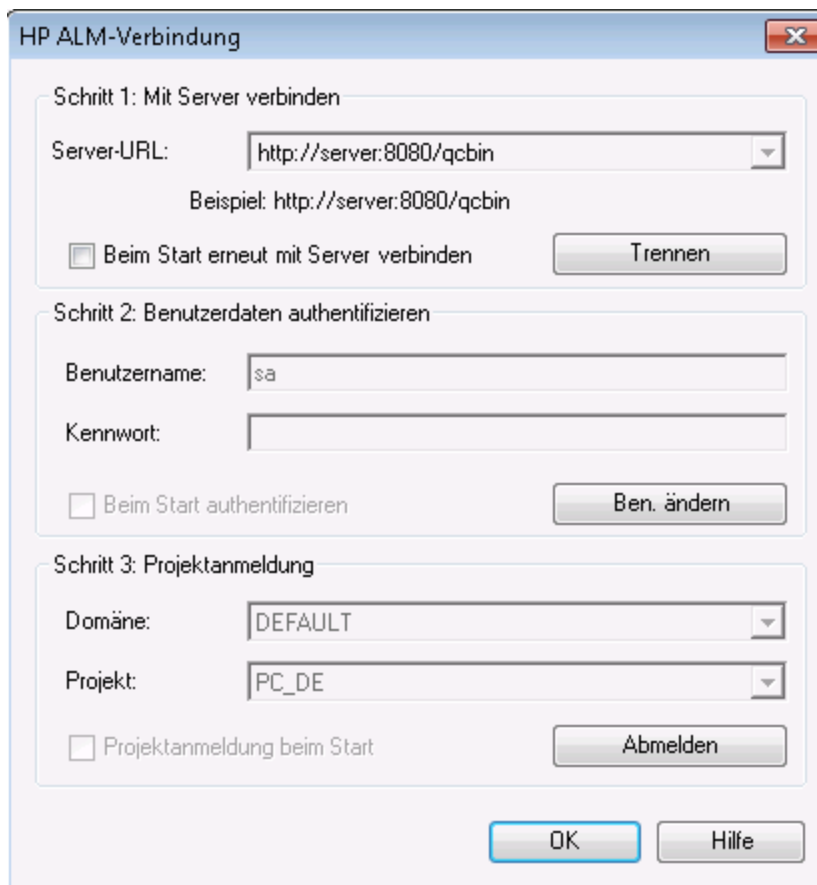 HP ALM-Verbindung
Schritt 1: Mit Server verbinden
Server-URL: http://server:8080/qcbin
Beispiel: http://server:8080/qcbin
Beim Start erneut mit Server verbinden Trennen
Schritt 2: Benutzerdaten authentifizieren
Benutzername: sa
Kennwort:
Beim Start authentifizieren Ben. ändern
Schritt 3: Projektanmeldung
Domäne: DEFAULT
Projekt: PC_DE
Projektanmeldung beim Start Abmelden
OK Hilfe